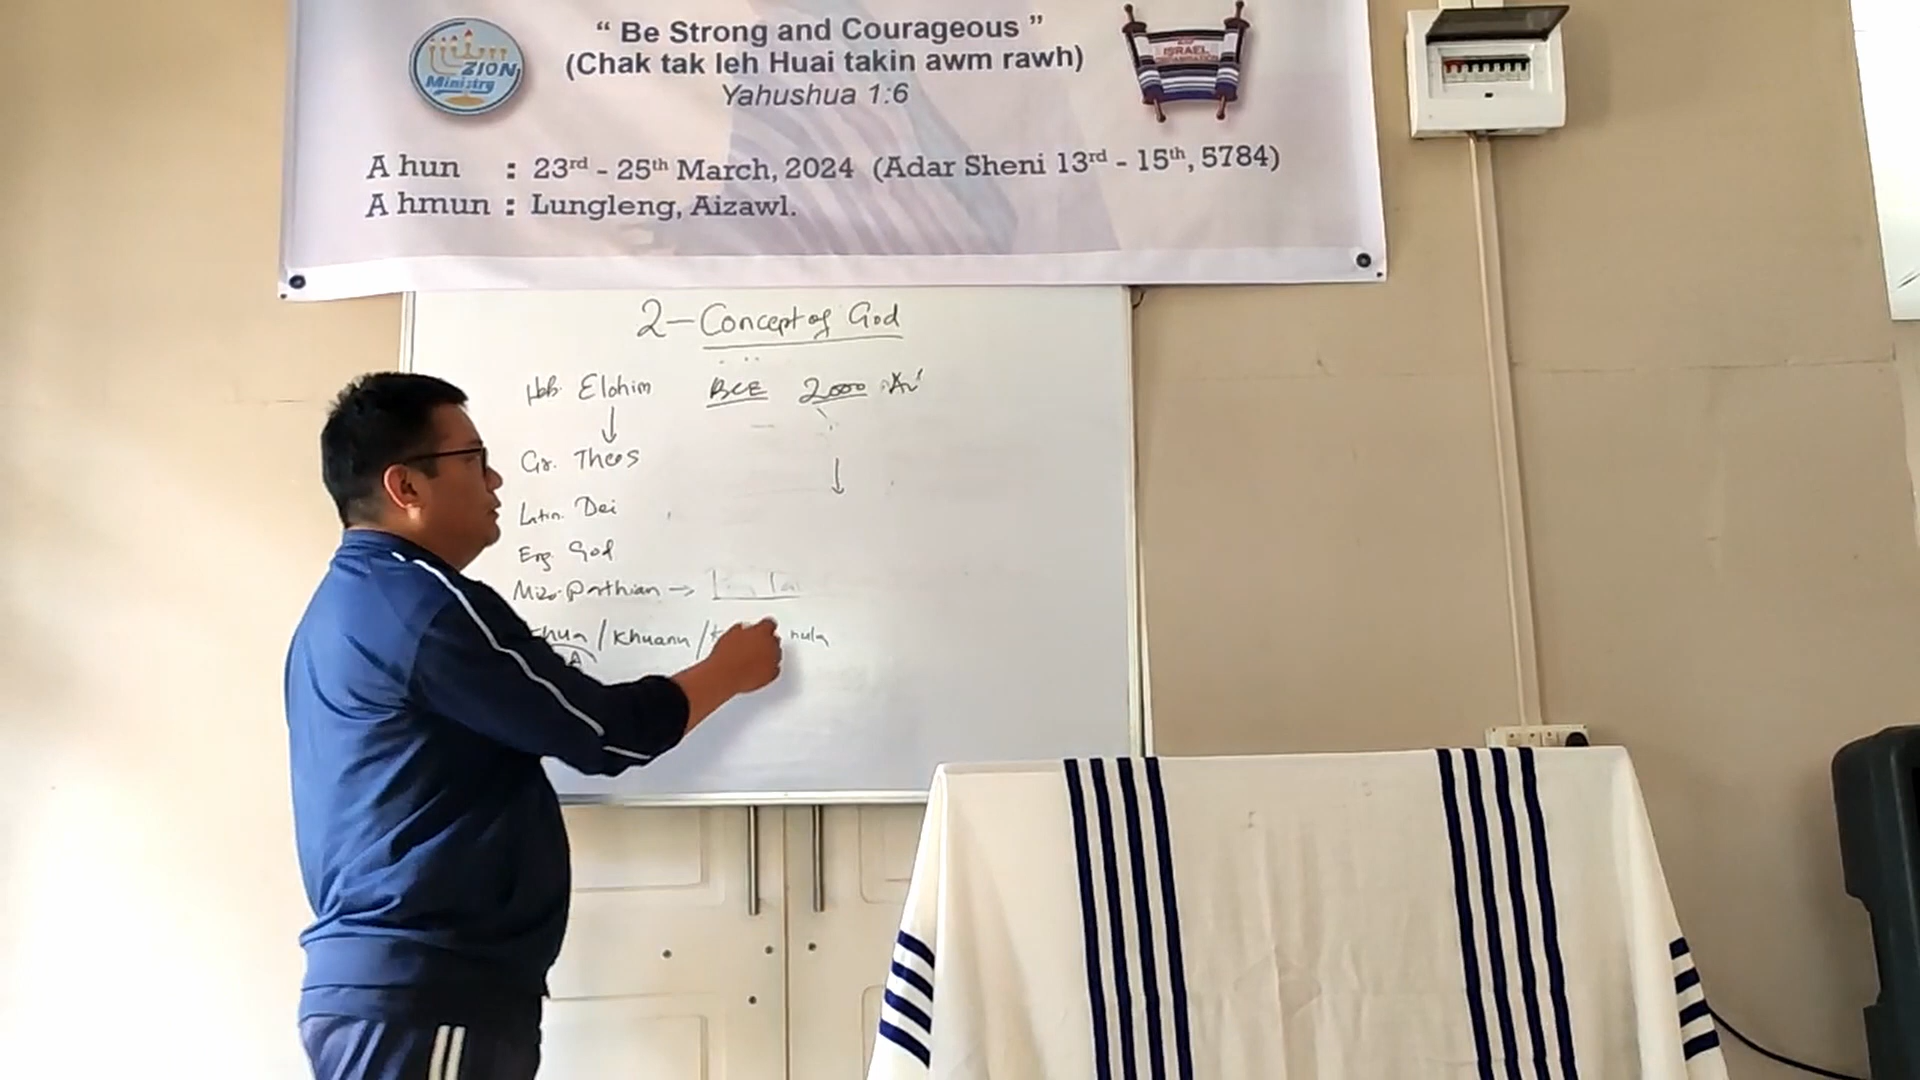 “ Be Strong and Courageous ”
(Chak tak leh Huai takin awm rawh)
Yahushua 1:6
ZION
Ministry
ISRAEL
A hun : 23rd - 25th March, 2024 (Adar Sheni 13rd - 15th, 5784)
A hmun : Lungleng, Aizawl.
2-Concept of God
Heb. Elohim BCE 2000
↓
Gr. Theos
↓
Latin. Dei
Eng. God
Mizo. Pathian →
/ Khuanu / nula
A